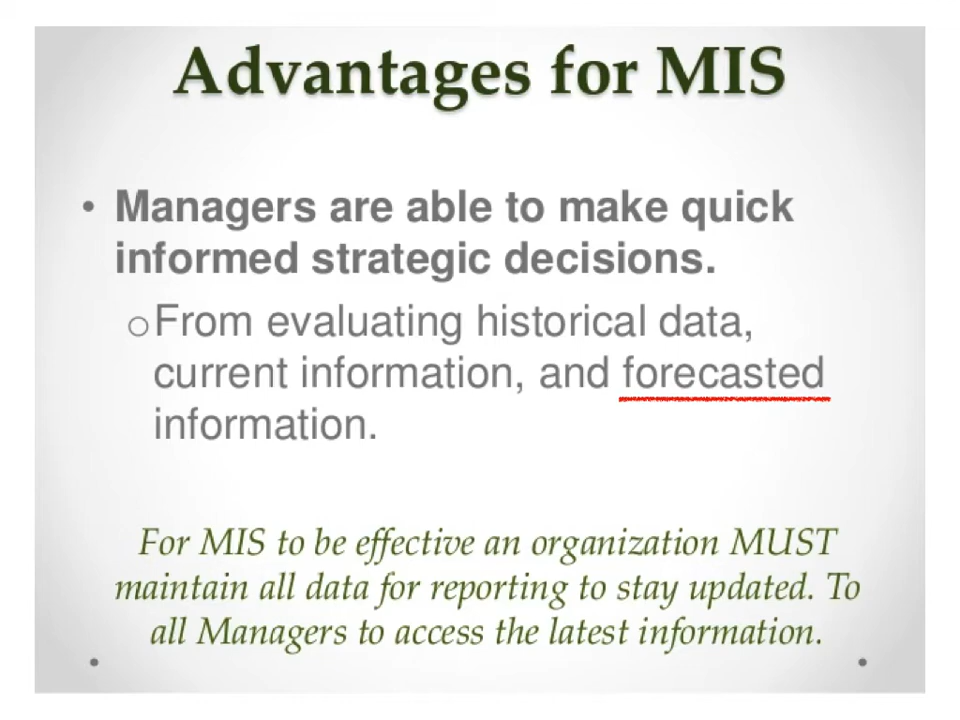 Advantages for MIS
• Managers are able to make quick
informed strategic decisions.
oFrom evaluating historical data,
current information, and forecasted
information.
For MIS to be effective an organization MUST
maintain all data for reporting to stay updated. To
all Managers to access the latest information.